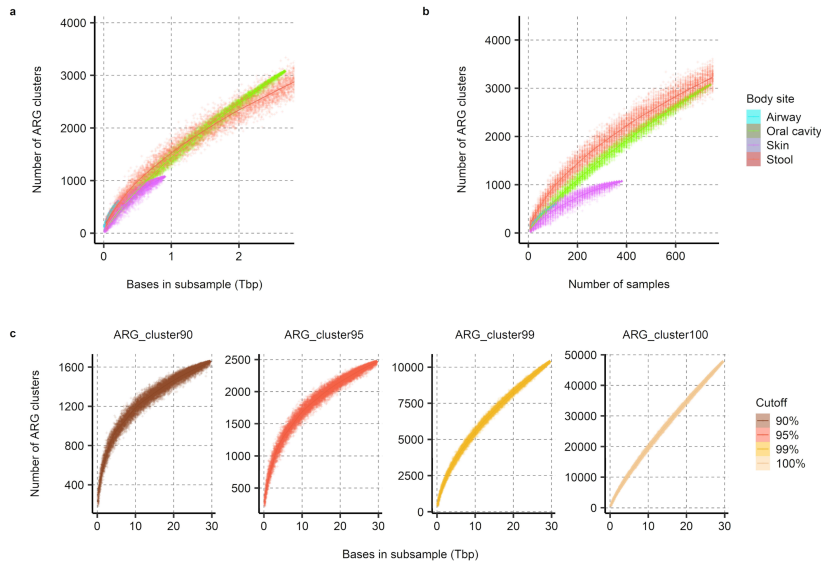 a
Number of ARG clusters
4000
3000
2000
1000
0
0 1 2
Bases in subsample (Tbp)
b
Number of ARG clusters
4000
3000
2000
1000
0
0 200 400 600
Number of samples
Body site
Airway
Oral cavity
Skin
Stool
c
Number of ARG clusters
ARG_cluster90
1600
1200
800
400
0 10 20 30
ARG_cluster95
2500
2000
1500
1000
500
0 10 20 30
ARG_cluster99
10000
7500
5000
2500
0
0 10 20 30
ARG_cluster100
50000
40000
30000
20000
10000
0
0 10 20 30
Bases in subsample (Tbp)
Cutoff
90%
95%
99%
100%